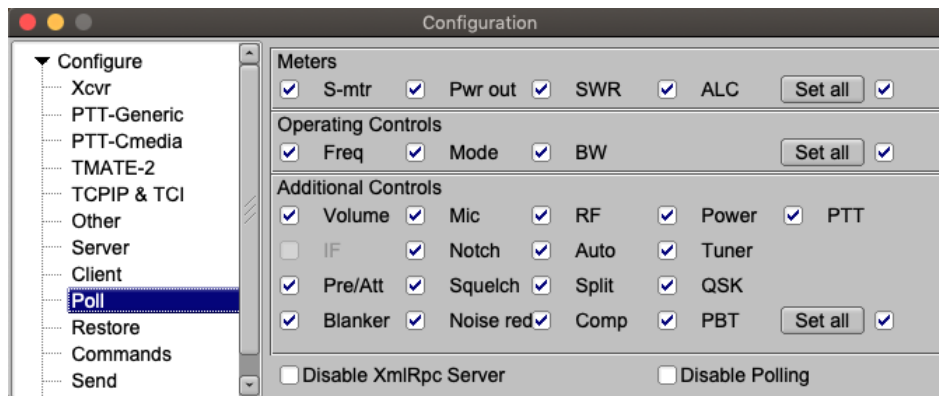 Configuration
Configure
Xcvr
PTT-Generic
PTT-Cmedia
TMATE-2
TCPIP & TCI
Other
Server
Client
Poll
Restore
Commands
Send
Meters
S-mtr Pwr out SWR ALC Set all
Operating Controls
Freq Mode BW Set all
Additional Controls
Volume Mic RF Power PTT
IF Notch Auto Tuner
Pre/Att Squelch Split QSK
Blanker Noise red Comp PBT Set all
Disable XmlRpc Server Disable Polling